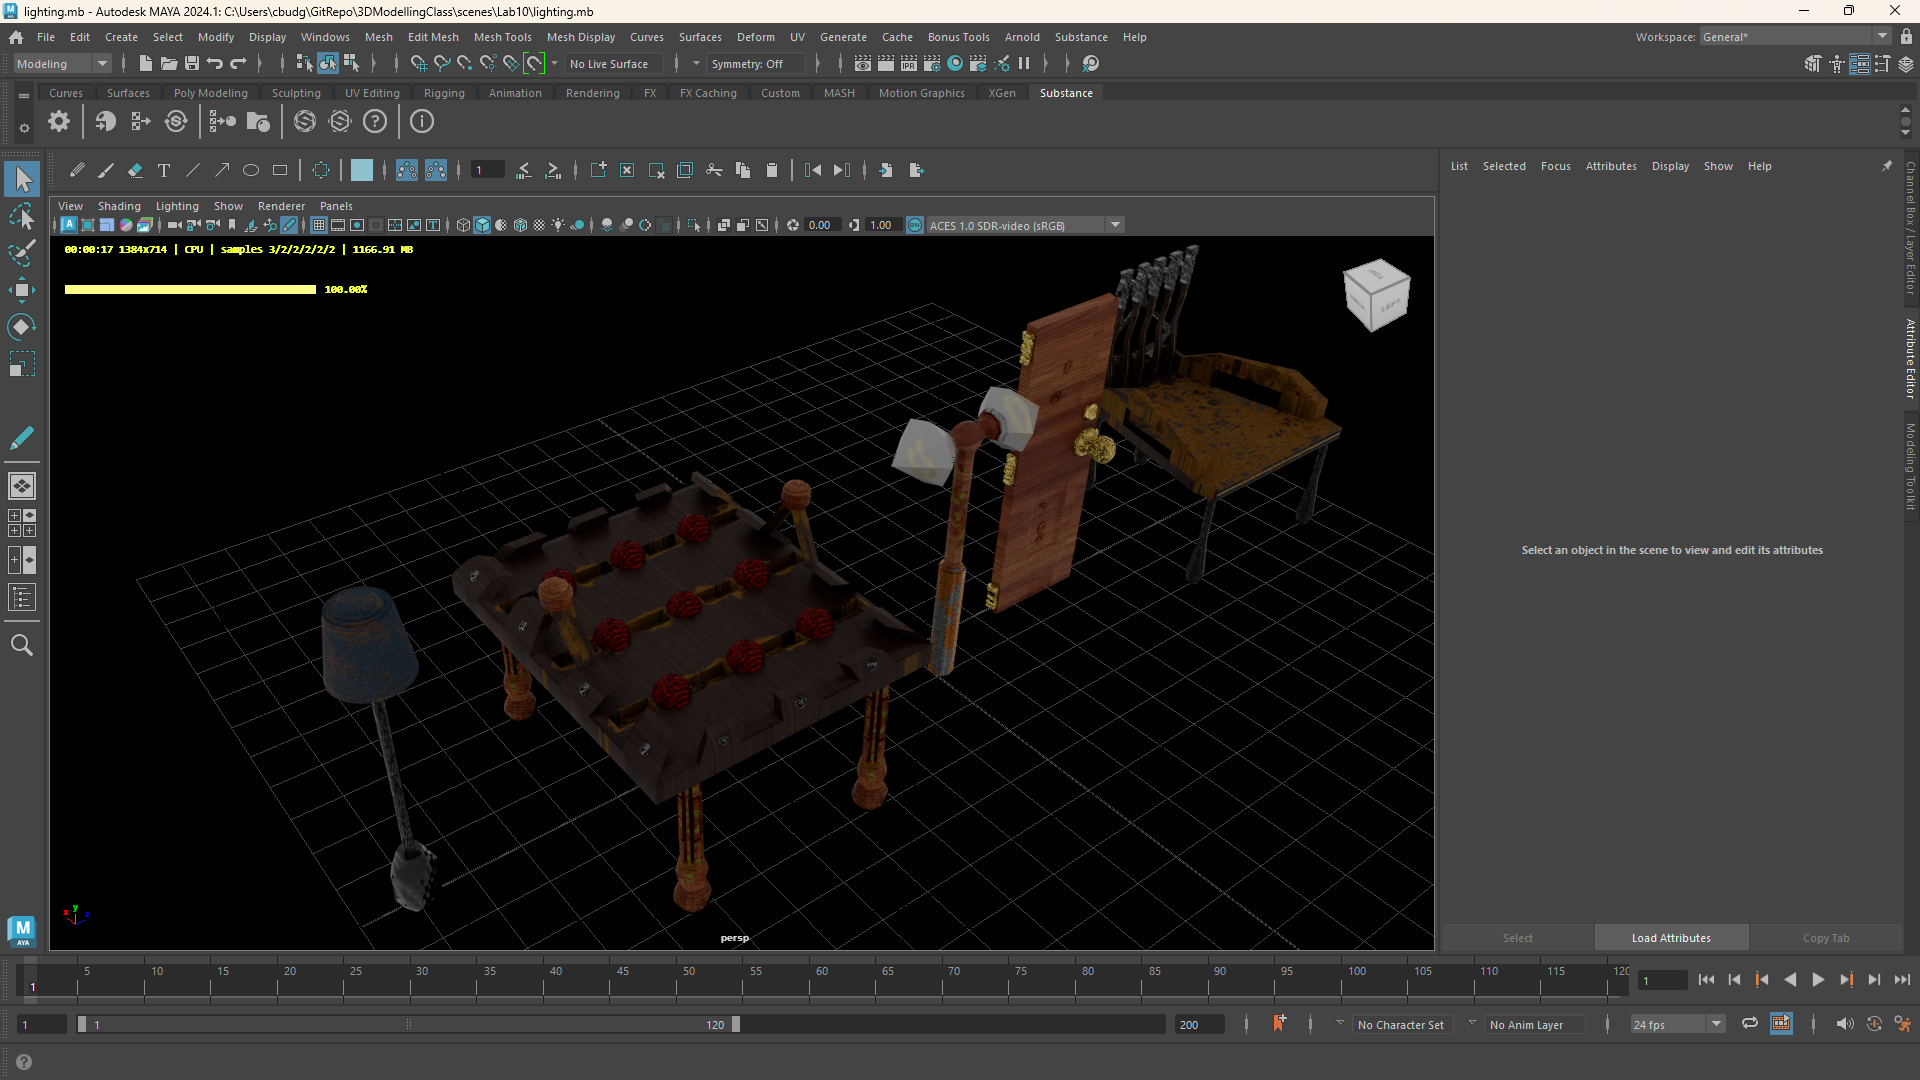 lighting.mb - Autodesk MAYA 2024.1: C:\Users\cbudg\GitRepo\3DModellingClass\scenes\Lab10\lighting.mb
File Edit Create Select Modify Display Windows Mesh Edit Mesh Mesh Tools Mesh Display Curves Surfaces Deform UV Generate Cache Bonus Tools Arnold Substance Help
Workspace: General*
Modeling
No Live Surface
Symmetry: Off
IPR
Curves Surfaces Poly Modeling Sculpting UV Editing Rigging Animation Rendering FX FX Caching Custom MASH Motion Graphics XGen Substance
1
List Selected Focus Attributes Display Show Help
View Shading Lighting Show Renderer Panels
0.00
1.00
ACES 1.0 SDR-video (sRGB)
00:00:17 1384x714 | CPU | samples 3/2/2/2/2/2 | 1166.91 MB
100.00%
TOP
LEFT
Channel Box / Layer Editor
Attribute Editor
Modeling Toolkit
Select an object in the scene to view and edit its attributes
x y z
persp
MAYA
Select
Load Attributes
Copy Tab
1 5 10 15 20 25 30 35 40 45 50 55 60 65 70 75 80 85 90 95 100 105 110 115 120
1
1
1
120
200
No Character Set
No Anim Layer
24 fps